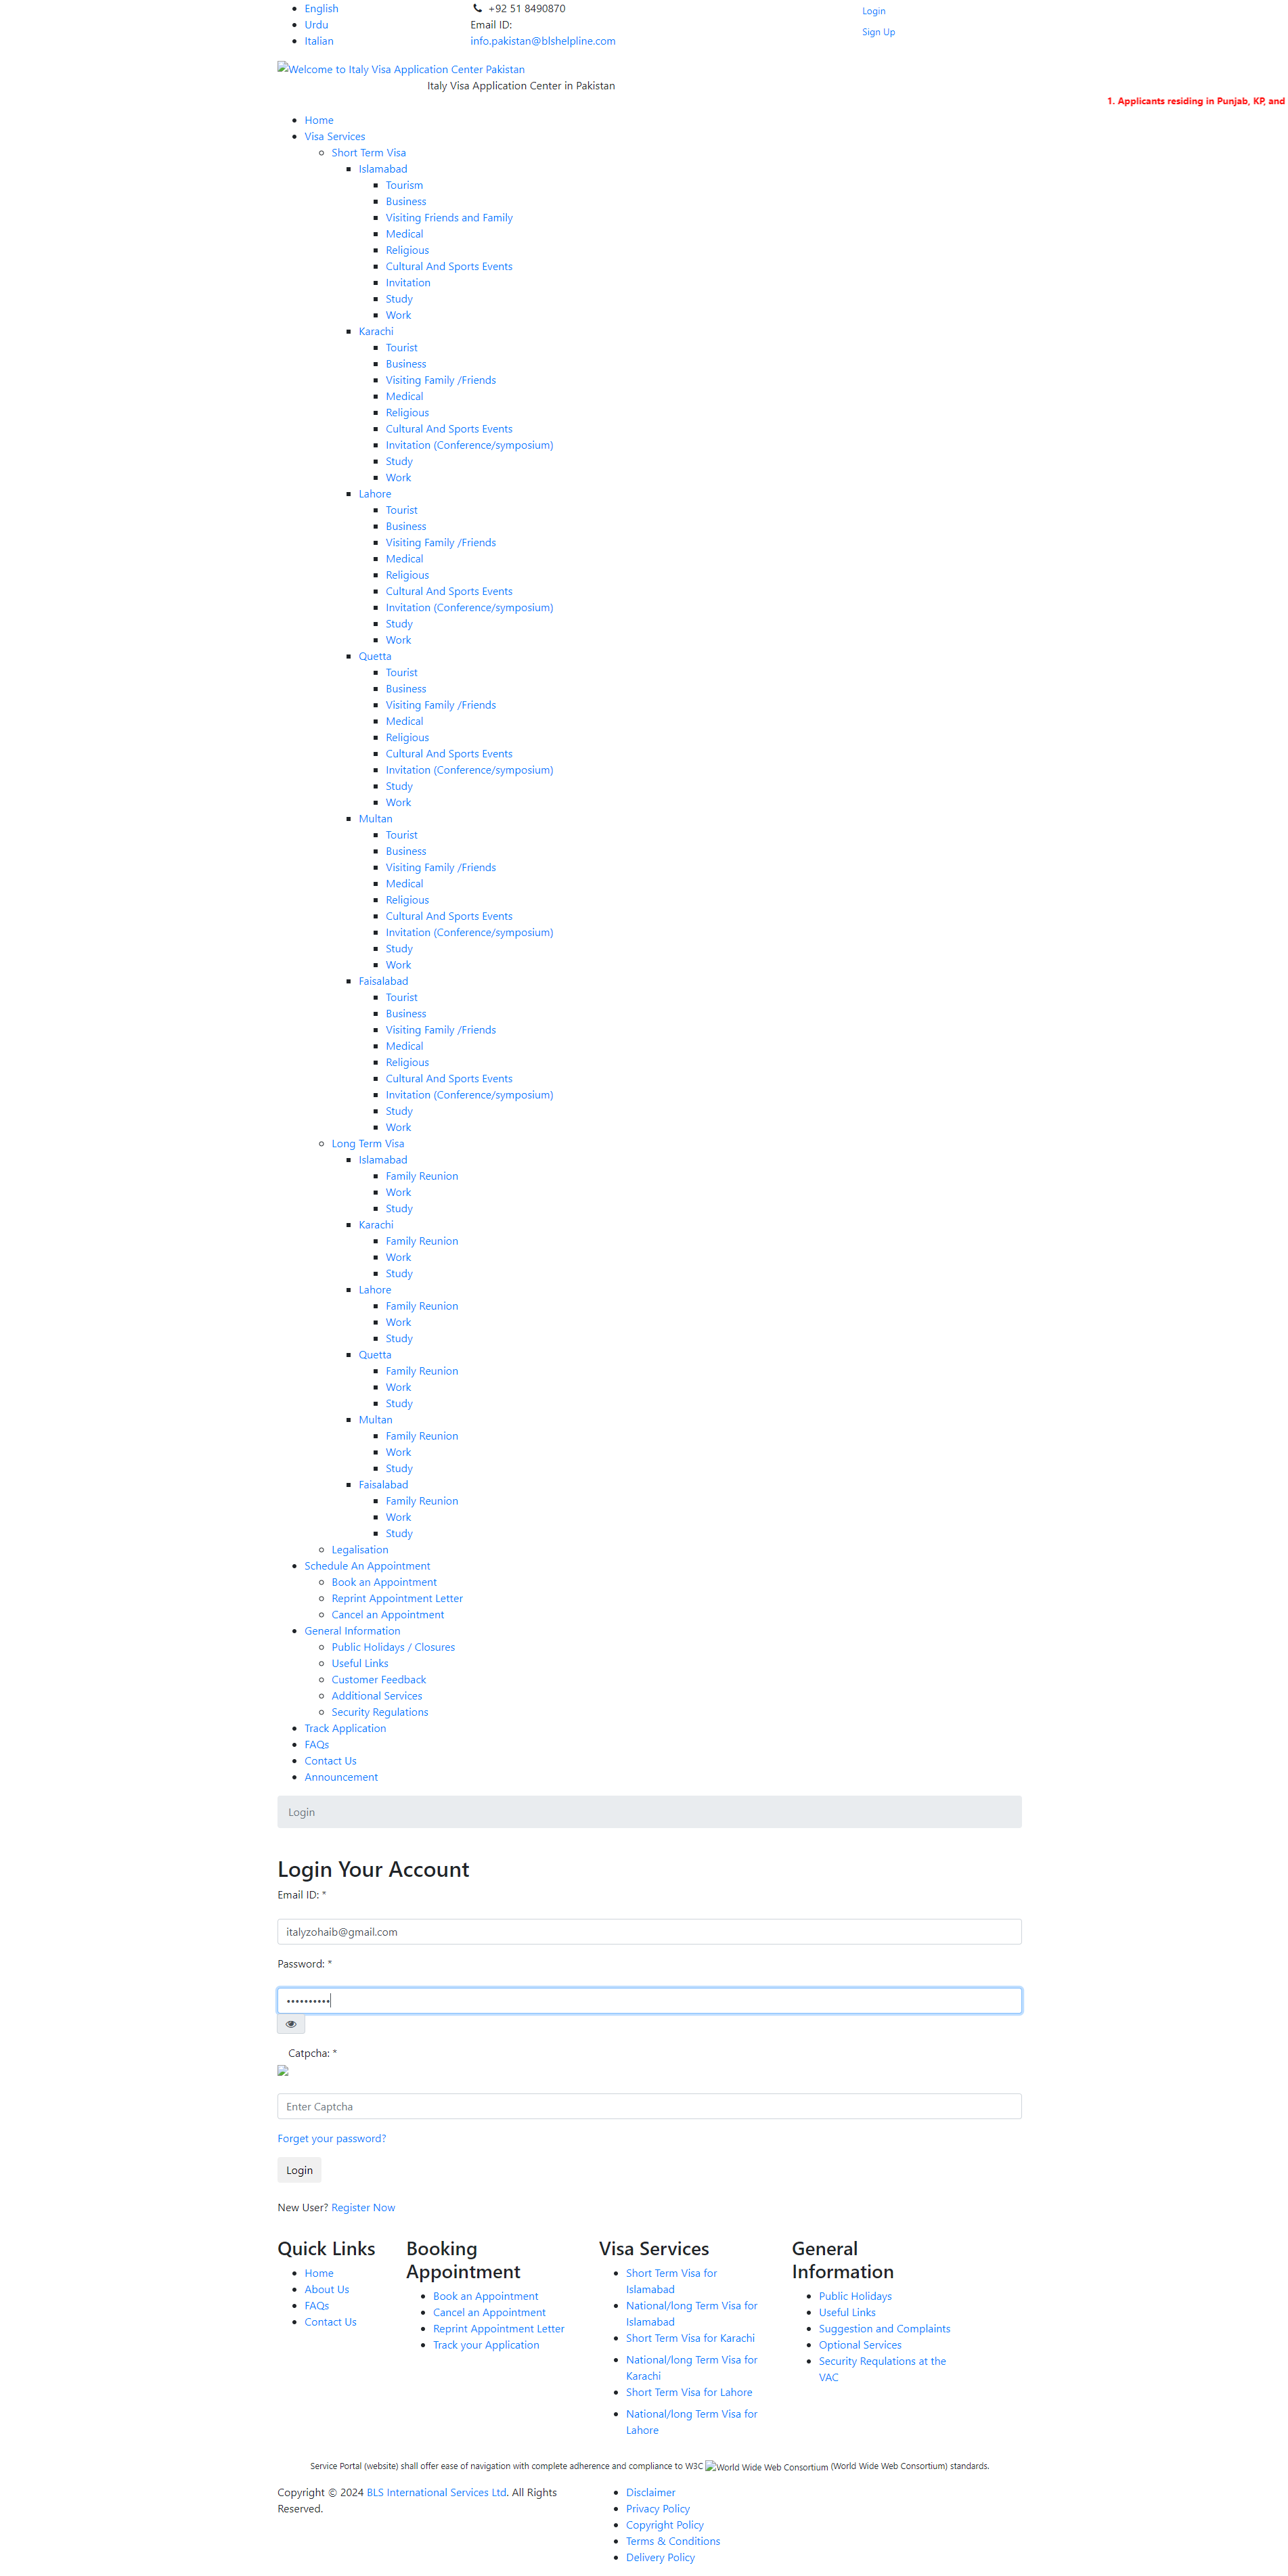 English
Urdu
Italian
+92 51 8490870
Email ID:
info.pakistan@blshelpline.com
Login
Sign Up
Welcome to Italy Visa Application Center Pakistan
Italy Visa Application Center in Pakistan
1. Applicants residing in Punjab, KP, and
Home
Visa Services
Short Term Visa
Islamabad
Tourism
Business
Visiting Friends and Family
Medical
Religious
Cultural And Sports Events
Invitation
Study
Work
Karachi
Tourist
Business
Visiting Family /Friends
Medical
Religious
Cultural And Sports Events
Invitation (Conference/symposium)
Study
Work
Lahore
Tourist
Business
Visiting Family /Friends
Medical
Religious
Cultural And Sports Events
Invitation (Conference/symposium)
Study
Work
Quetta
Tourist
Business
Visiting Family /Friends
Medical
Religious
Cultural And Sports Events
Invitation (Conference/symposium)
Study
Work
Multan
Tourist
Business
Visiting Family /Friends
Medical
Religious
Cultural And Sports Events
Invitation (Conference/symposium)
Study
Work
Faisalabad
Tourist
Business
Visiting Family /Friends
Medical
Religious
Cultural And Sports Events
Invitation (Conference/symposium)
Study
Work
Long Term Visa
Islamabad
Family Reunion
Work
Study
Karachi
Family Reunion
Work
Study
Lahore
Family Reunion
Work
Study
Quetta
Family Reunion
Work
Study
Multan
Family Reunion
Work
Study
Faisalabad
Family Reunion
Work
Study
Legalisation
Schedule An Appointment
Book an Appointment
Reprint Appointment Letter
Cancel an Appointment
General Information
Public Holidays / Closures
Useful Links
Customer Feedback
Additional Services
Security Regulations
Track Application
FAQs
Contact Us
Announcement
Login
Login Your Account
Email ID: *
italyzohaib@gmail.com
Password: *
••••••••••
Catpcha: *
Enter Captcha
Forget your password?
Login
New User? Register Now
Quick Links
Home
About Us
FAQs
Contact Us
Booking
Appointment
Book an Appointment
Cancel an Appointment
Reprint Appointment Letter
Track your Application
Visa Services
Short Term Visa for
Islamabad
National/long Term Visa for
Islamabad
Short Term Visa for Karachi
National/long Term Visa for
Karachi
Short Term Visa for Lahore
National/long Term Visa for
Lahore
General
Information
Public Holidays
Useful Links
Suggestion and Complaints
Optional Services
Security Requlations at the
VAC
Service Portal (website) shall offer ease of navigation with complete adherence and compliance to W3C World Wide Web Consortium (World Wide Web Consortium) standards.
Copyright © 2024 BLS International Services Ltd. All Rights
Reserved.
Disclaimer
Privacy Policy
Copyright Policy
Terms & Conditions
Delivery Policy